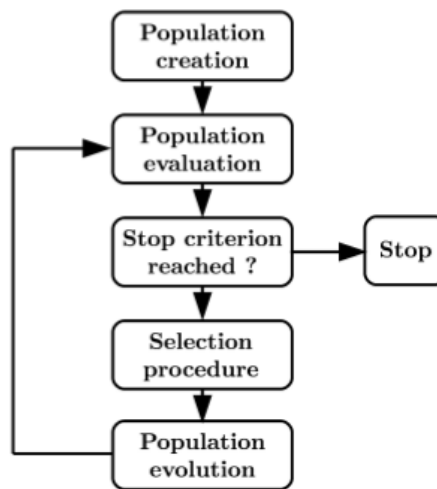 Population
creation
Population
evaluation
Stop criterion
reached ?
Stop
Selection
procedure
Population
evolution